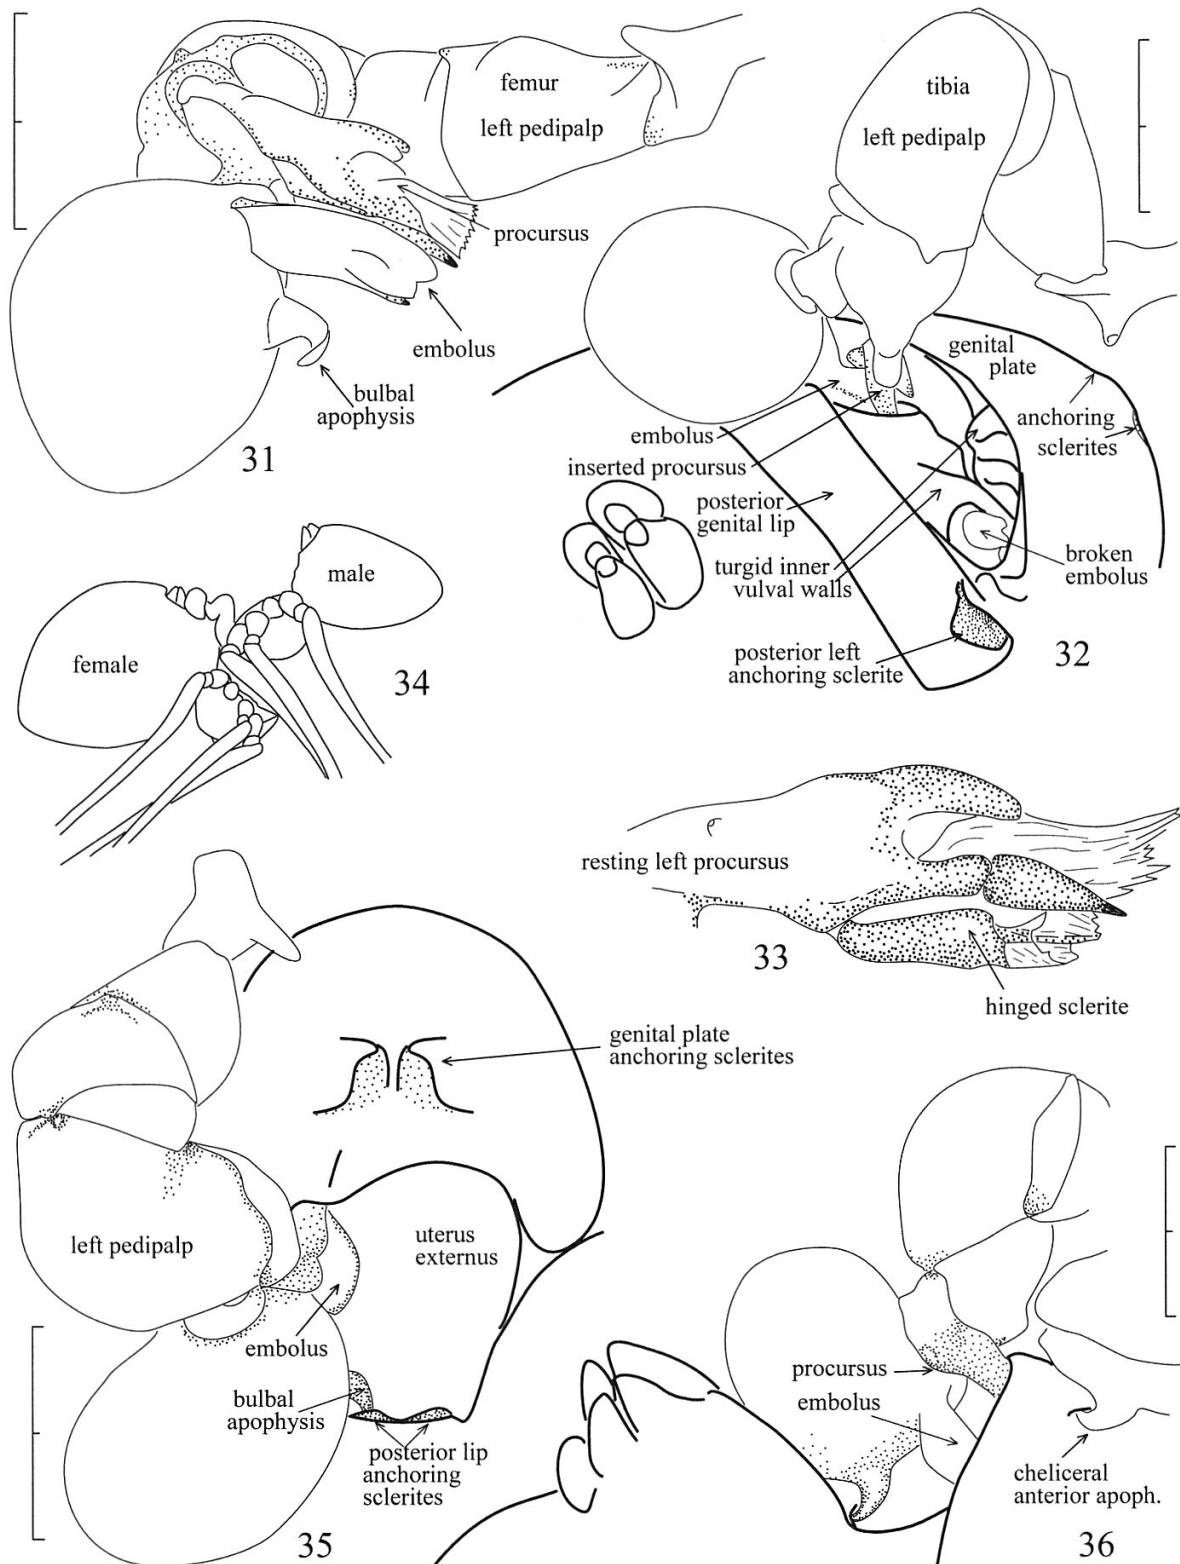 femur
left pedipalp
procursus
embolus
bulbal
apophysis
31
tibia
left pedipalp
genital
plate
anchoring
sclerites
embolus
inserted procursus
posterior
genital lip
turgid inner
vulval walls
broken
embolus
posterior left
anchoring sclerite
32
male
female
34
resting left procursus
33
hinged sclerite
genital plate
anchoring sclerites
left pedipalp
uterus
externus
embolus
bulbal
apophysis
posterior lip
anchoring
sclerites
35
procursus
embolus
cheliceral
anterior apoph.
36